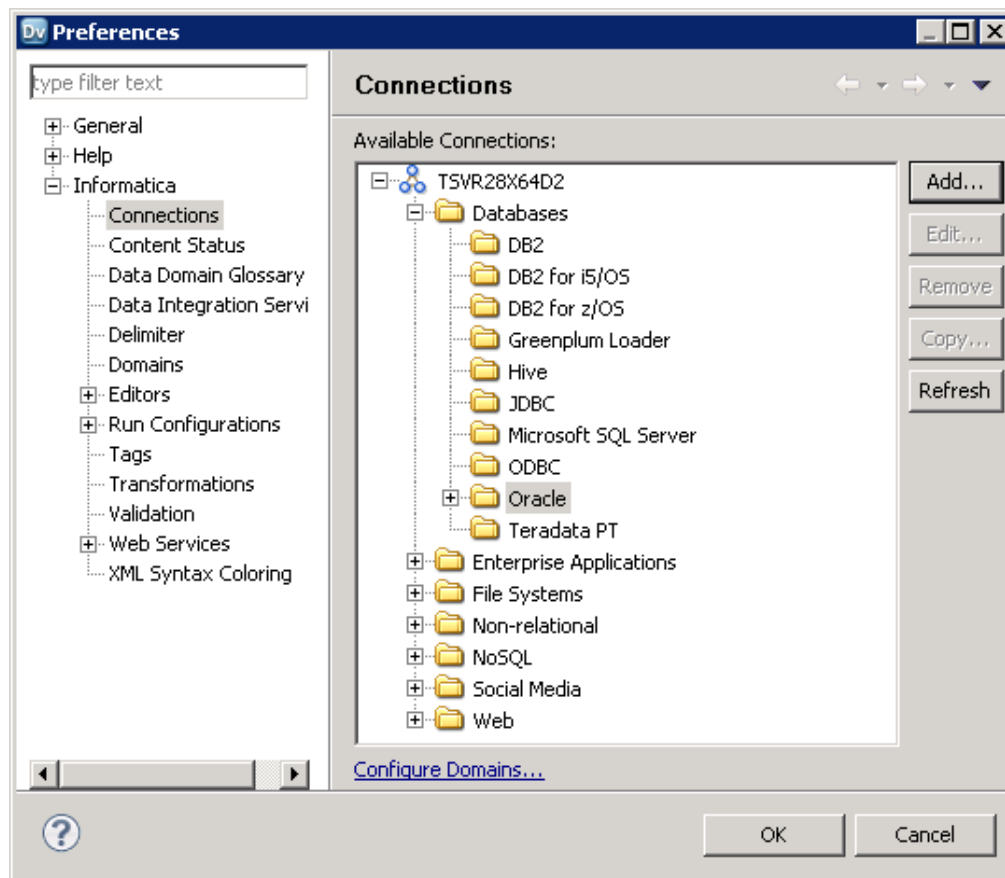 Dv Preferences
type filter text
General
Help
Informatica
Connections
Content Status
Data Domain Glossary
Data Integration Servi
Delimiter
Domains
Editors
Run Configurations
Tags
Transformations
Validation
Web Services
XML Syntax Coloring
Connections
Available Connections:
TSVR28X64D2
Databases
DB2
DB2 for i5/OS
DB2 for z/OS
Greenplum Loader
Hive
JDBC
Microsoft SQL Server
ODBC
Oracle
Teradata PT
Enterprise Applications
File Systems
Non-relational
NoSQL
Social Media
Web
Add...
Edit...
Remove
Copy...
Refresh
Configure Domains...
?
OK
Cancel